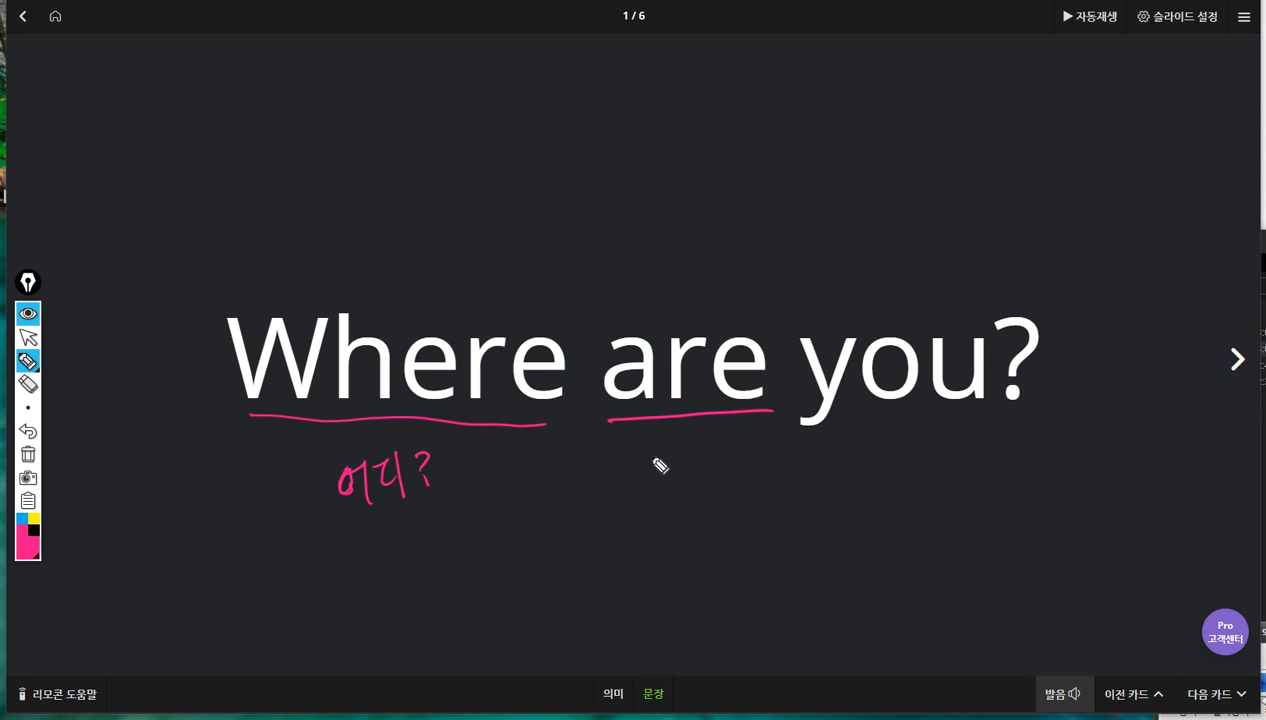 1 / 6
자동재생
슬라이드 설정
Where are you?
어디?
Pro
고객센터
리모콘 도움말
의미
문장
발음
이전 카드
다음 카드